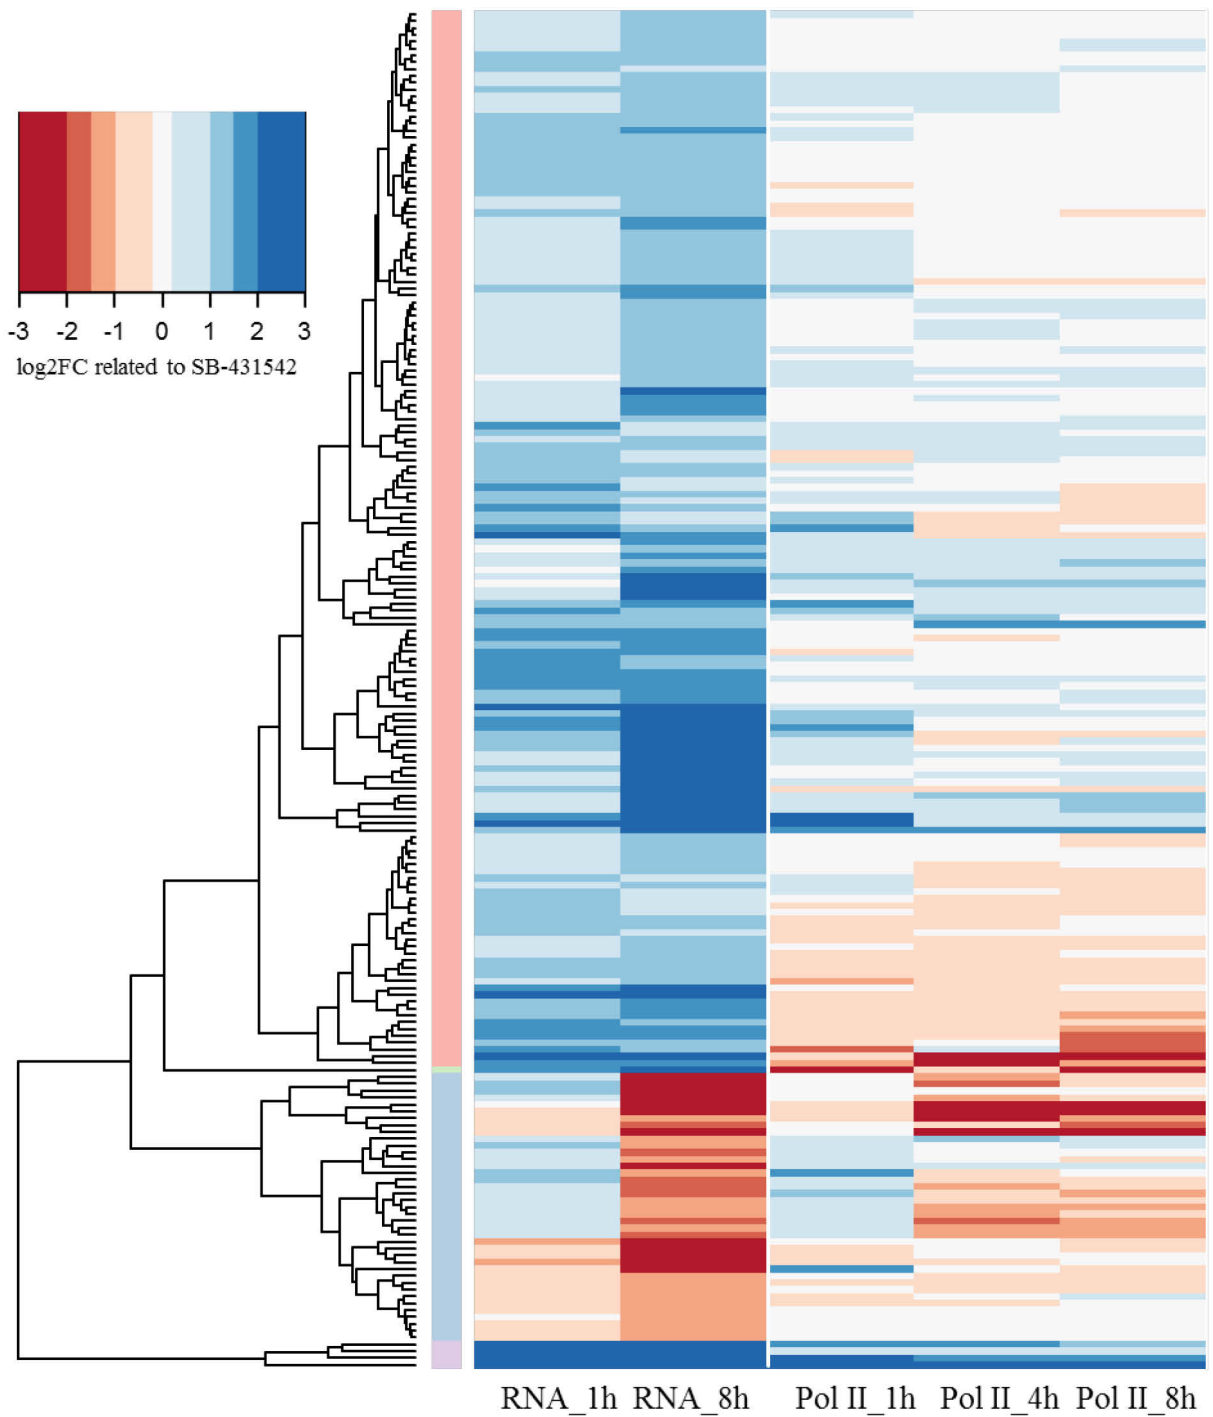 -3 -2 -1 0 1 2 3
log2FC related to SB-431542
RNA_1h RNA_8h Pol II_1h Pol II_4h Pol II_8h